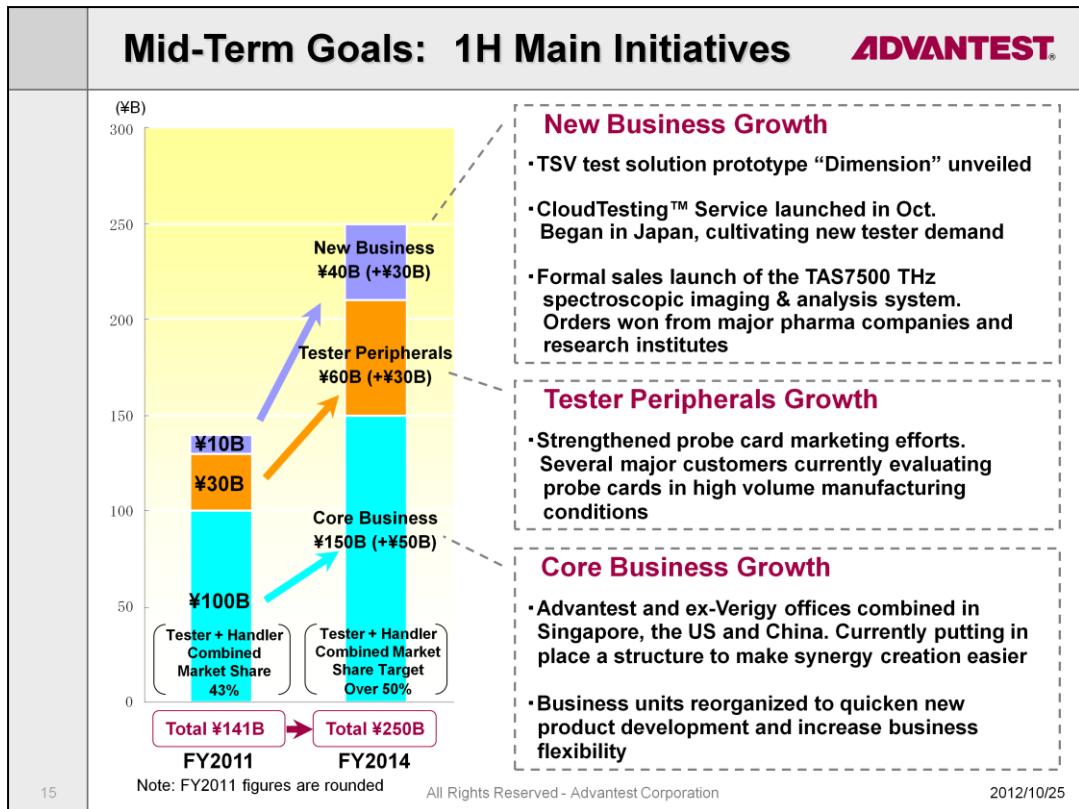 Mid-Term Goals: 1H Main Initiatives
ADVANTEST®
(¥B)
300
250
200
150
100
50
0
New Business
¥40B (+¥30B)
Tester Peripherals
¥60B (+¥30B)
Core Business
¥150B (+¥50B)
¥10B
¥30B
¥100B
Tester + Handler
Combined
Market Share
43%
Tester + Handler
Combined Market
Share Target
Over 50%
Total ¥141B
Total ¥250B
FY2011
FY2014
Note: FY2011 figures are rounded
New Business Growth
・TSV test solution prototype “Dimension” unveiled
・CloudTesting™ Service launched in Oct.
Began in Japan, cultivating new tester demand
・Formal sales launch of the TAS7500 THz
spectroscopic imaging & analysis system.
Orders won from major pharma companies and
research institutes
Tester Peripherals Growth
・Strengthened probe card marketing efforts.
Several major customers currently evaluating
probe cards in high volume manufacturing
conditions
Core Business Growth
・Advantest and ex-Verigy offices combined in
Singapore, the US and China. Currently putting in
place a structure to make synergy creation easier
・Business units reorganized to quicken new
product development and increase business
flexibility
15
All Rights Reserved - Advantest Corporation
2012/10/25